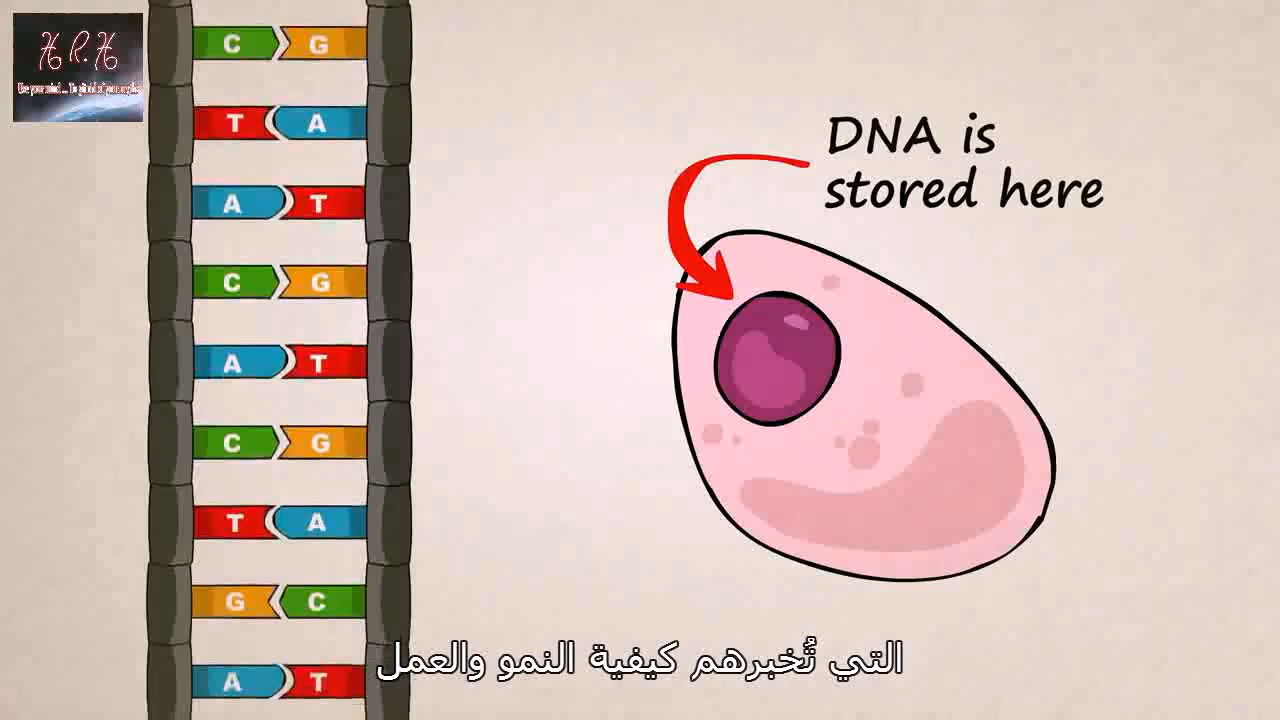 H.R.H
C G
T A
A T
C G
A T
C G
T A
G C
A T
DNA is
stored here
التي تُخبرهم كيفية النمو والعمل